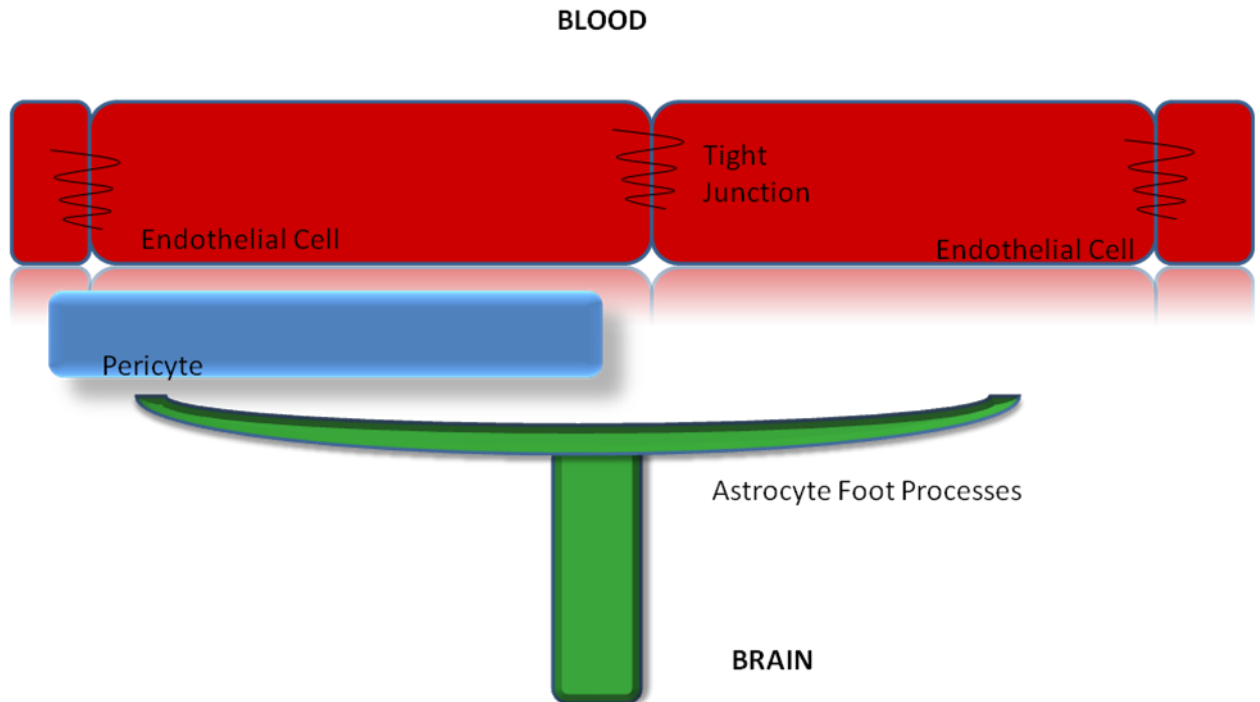 BLOOD
Tight
Junction
Endothelial Cell
Endothelial Cell
Pericyte
Astrocyte Foot Processes
BRAIN